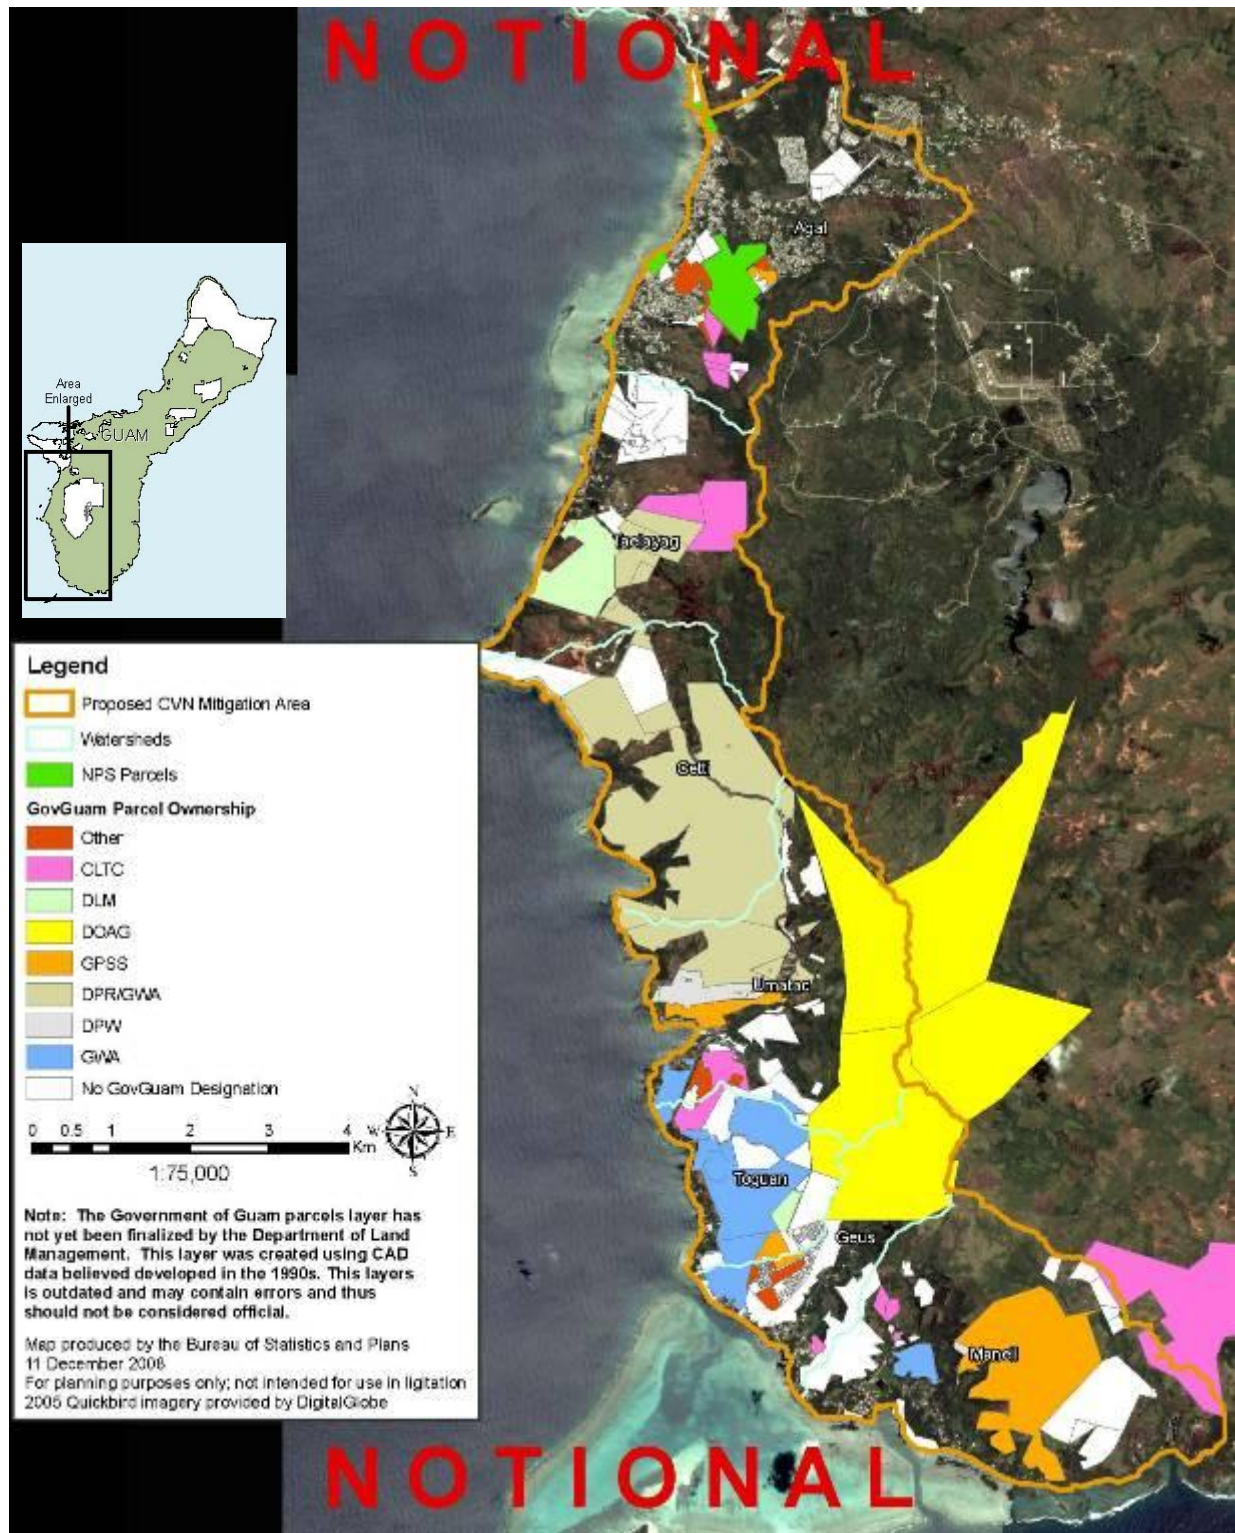 NOTIONAL
Agat
Area
Enlarged
GUAM
Taelayag
Legend
Proposed CVN Mitigation Area
Watersheds
NPS Parcels
GovGuam Parcel Ownership
Other
CLTC
DLM
DOAG
GPSS
DPR/GWA
DPW
GWA
No GovGuam Designation
Cetti
Umatac
Toguan
Geus
Manell
N
W E
S
0 0.5 1 2 3 4
Km
1:75,000
Note: The Government of Guam parcels layer has
not yet been finalized by the Department of Land
Management. This layer was created using CAD
data believed developed in the 1990s. This layers
is outdated and may contain errors and thus
should not be considered official.
Map produced by the Bureau of Statistics and Plans
11 December 2008
For planning purposes only; not intended for use in ligitation
2005 Quickbird imagery provided by DigitalGlobe
NOTIONAL